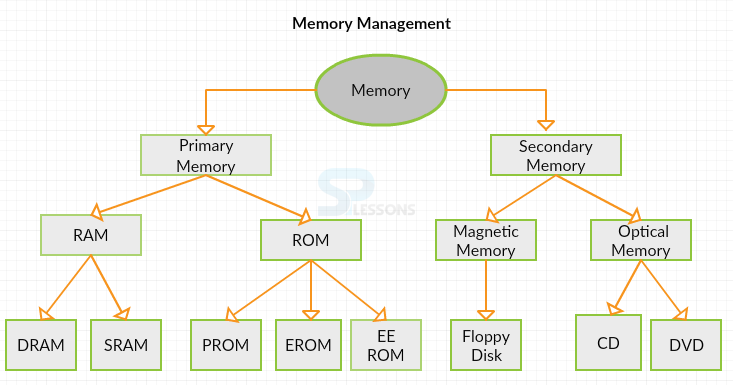 Memory Management
Memory
Primary
Memory
Secondary
Memory
SPLESSONS
RAM
ROM
Magnetic
Memory
Optical
Memory
DRAM
SRAM
PROM
EROM
EE
ROM
Floppy
Disk
CD
DVD